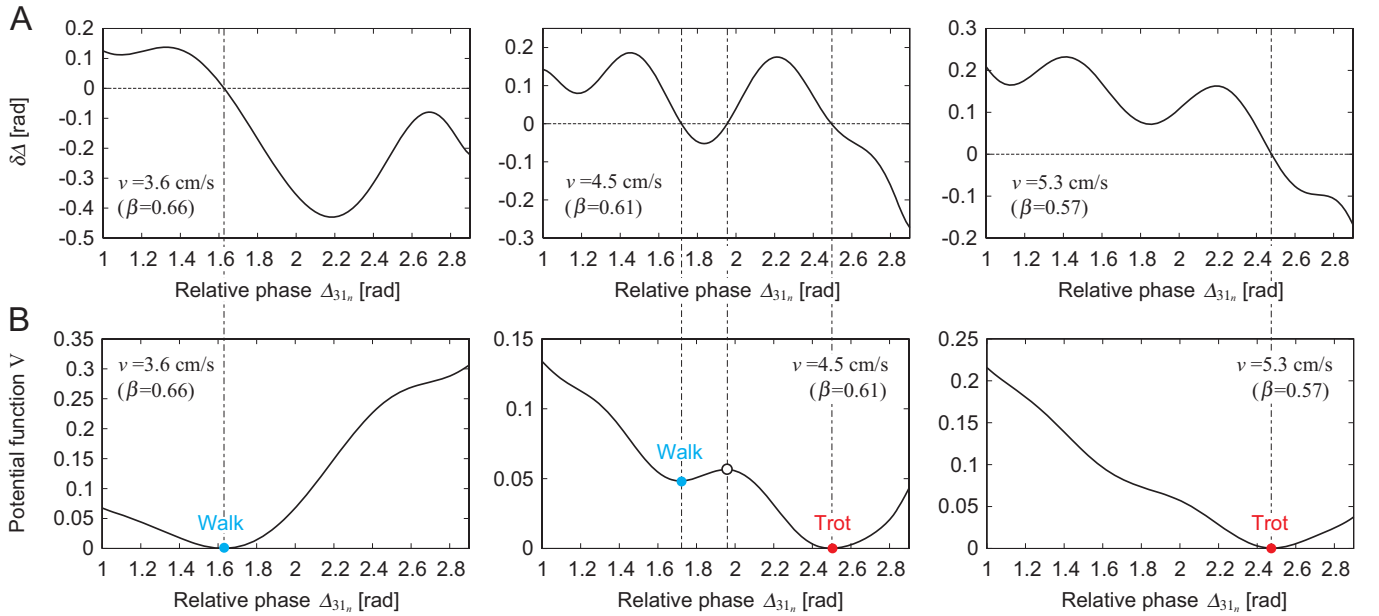 A
δΔ [rad]
0.2
0.1
0
-0.1
-0.2
-0.3
-0.4
-0.5
v =3.6 cm/s
(β=0.66)
1 1.2 1.4 1.6 1.8 2 2.2 2.4 2.6 2.8
Relative phase Δ31n [rad]
0.2
0.1
0
-0.1
-0.2
-0.3
v =4.5 cm/s
(β=0.61)
1 1.2 1.4 1.6 1.8 2 2.2 2.4 2.6 2.8
Relative phase Δ31n [rad]
0.3
0.2
0.1
0
-0.1
-0.2
v =5.3 cm/s
(β=0.57)
1 1.2 1.4 1.6 1.8 2 2.2 2.4 2.6 2.8
Relative phase Δ31n [rad]
B
Potential function V
0.35
0.3
0.25
0.2
0.15
0.1
0.05
0
v =3.6 cm/s
(β=0.66)
Walk
1 1.2 1.4 1.6 1.8 2 2.2 2.4 2.6 2.8
Relative phase Δ31n [rad]
0.15
0.1
0.05
0
v =4.5 cm/s
(β=0.61)
Walk
Trot
1 1.2 1.4 1.6 1.8 2 2.2 2.4 2.6 2.8
Relative phase Δ31n [rad]
0.25
0.2
0.15
0.1
0.05
0
v =5.3 cm/s
(β=0.57)
Trot
1 1.2 1.4 1.6 1.8 2 2.2 2.4 2.6 2.8
Relative phase Δ31n [rad]